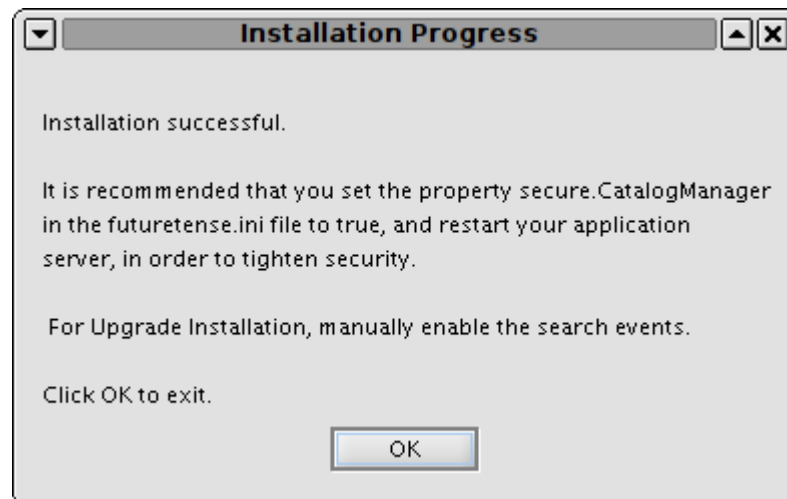 Installation Progress
Installation successful.
It is recommended that you set the property secure.CatalogManager
in the futuretense.ini file to true, and restart your application
server, in order to tighten security.
For Upgrade Installation, manually enable the search events.
Click OK to exit.
OK